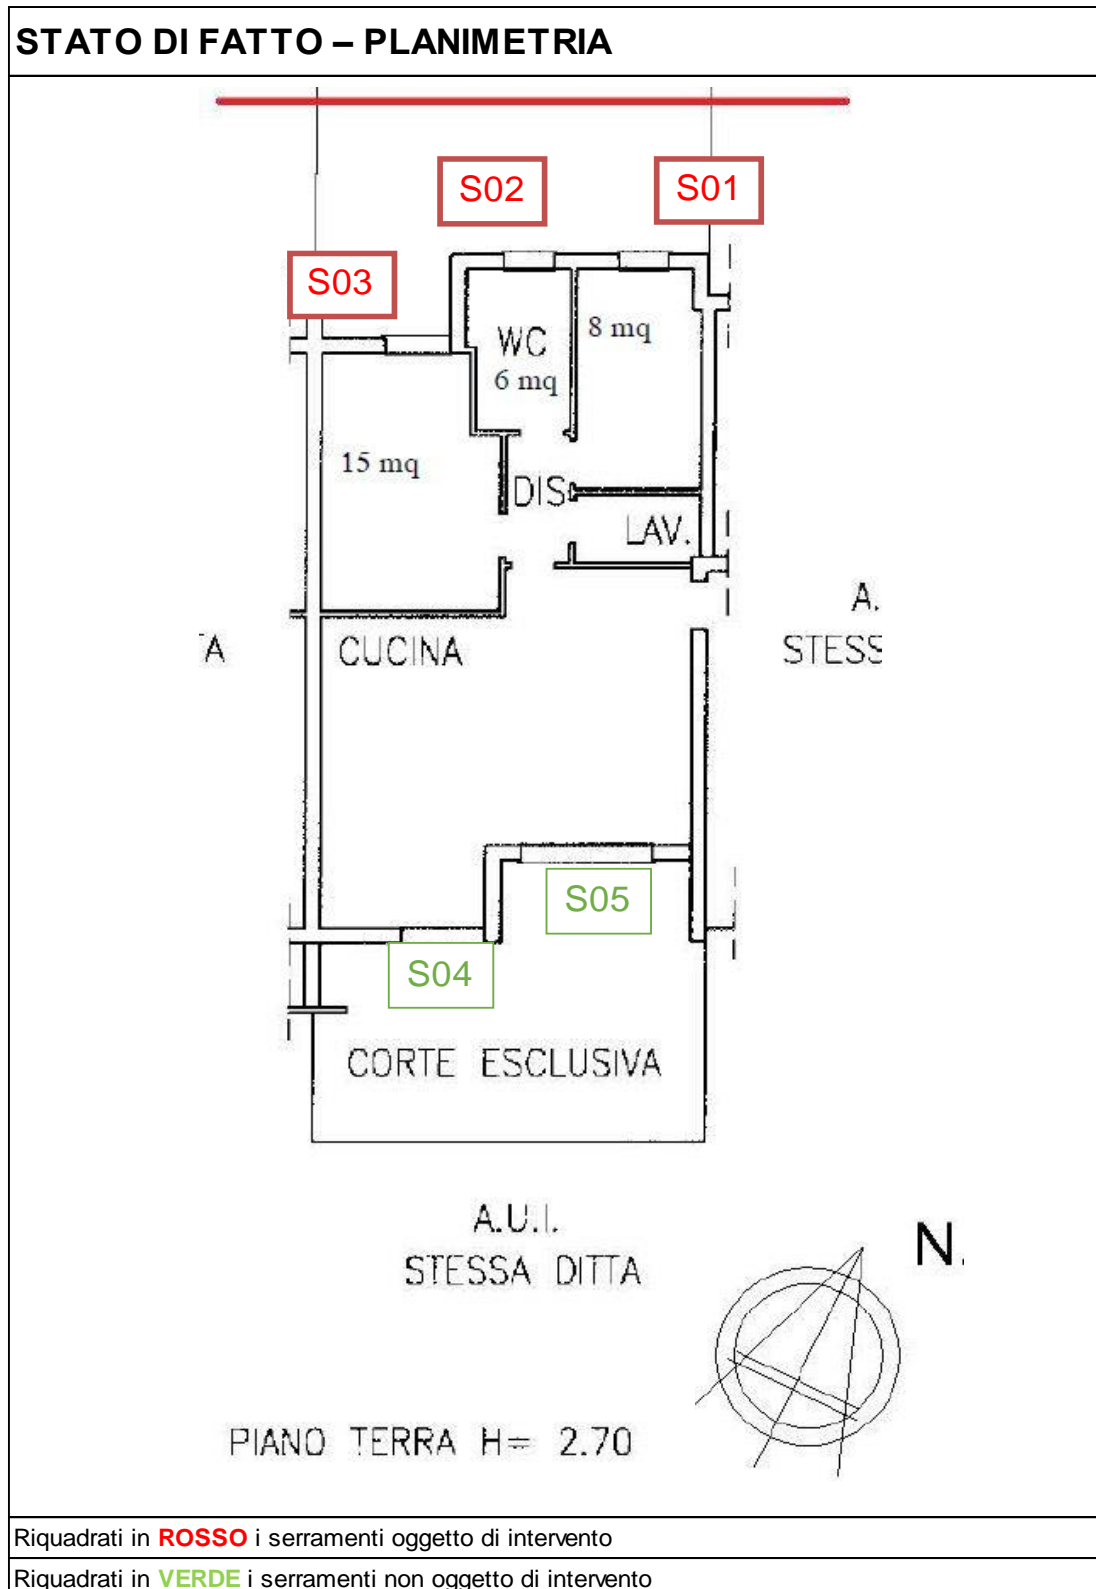 STATO DI FATTO – PLANIMETRIA
S02
S01
S03
8 mq
WC
6 mq
15 mq
DIS
LAV.
A.
STESS
TA
CUCINA
S05
S04
CORTE ESCLUSIVA
A.U.I.
STESSA DITTA
N.
PIANO TERRA H= 2.70
Riquadrati in ROSSO i serramenti oggetto di intervento
Riquadrati in VERDE i serramenti non oggetto di intervento